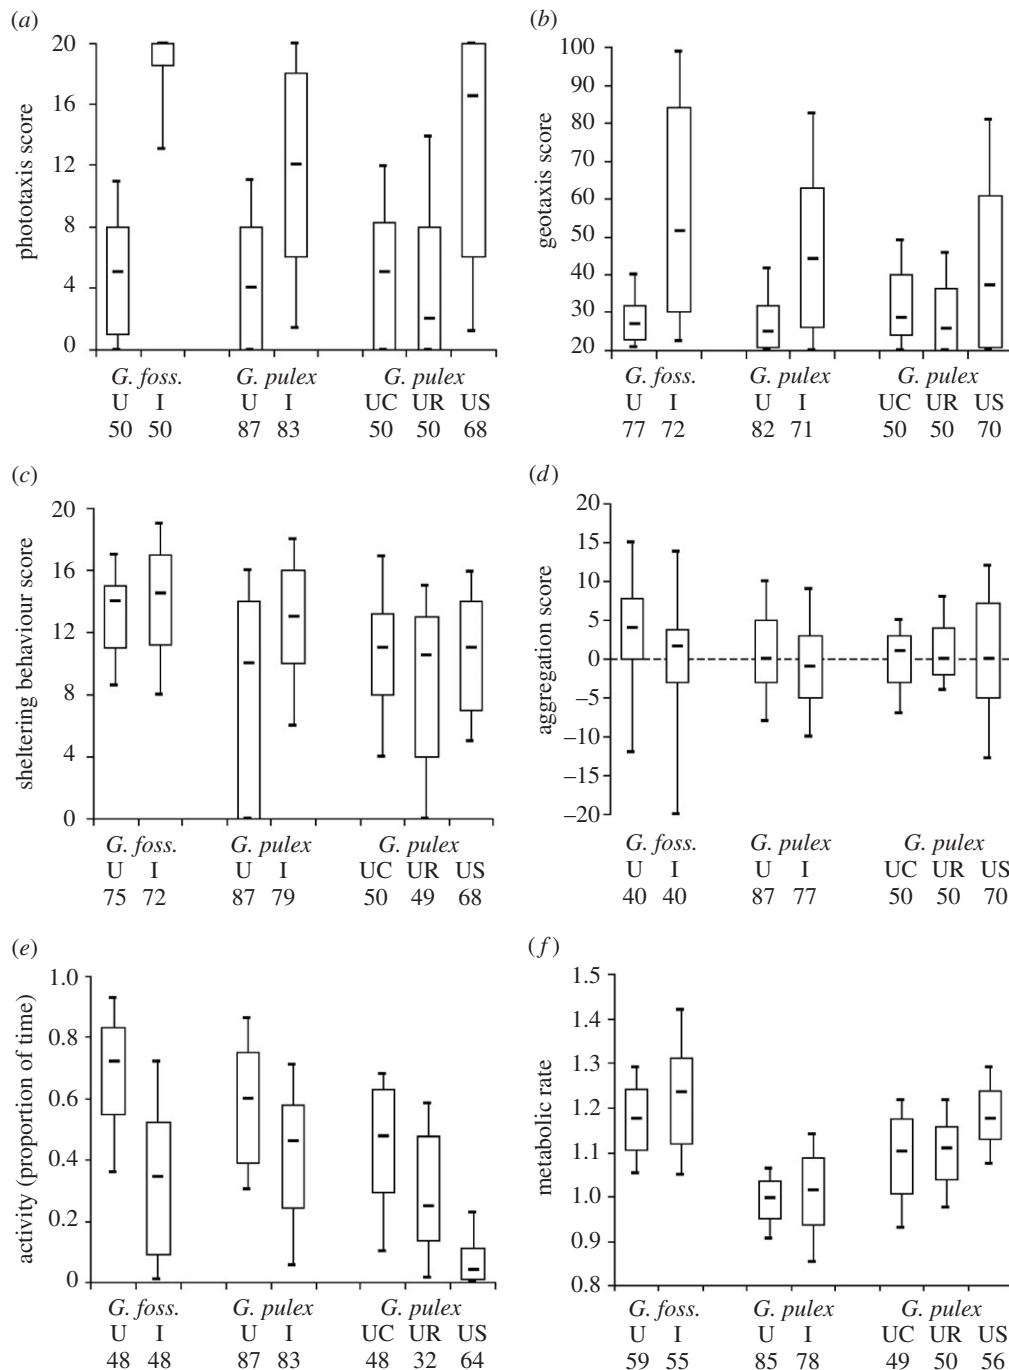 (a)
phototaxis score
20
16
12
8
4
0
G. foss. G. pulex G. pulex
U I U I UC UR US
50 50 87 83 50 50 68
(b)
geotaxis score
100
90
80
70
60
50
40
30
20
G. foss. G. pulex G. pulex
U I U I UC UR US
77 72 82 71 50 50 70
(c)
sheltering behaviour score
20
16
12
8
4
0
G. foss. G. pulex G. pulex
U I U I UC UR US
75 72 87 79 50 49 68
(d)
aggregation score
20
15
10
5
0
–5
–10
–15
–20
G. foss. G. pulex G. pulex
U I U I UC UR US
40 40 87 77 50 50 70
(e)
activity (proportion of time)
1.0
0.8
0.6
0.4
0.2
0
G. foss. G. pulex G. pulex
U I U I UC UR US
48 48 87 83 48 32 64
(f)
metabolic rate
1.5
1.4
1.3
1.2
1.1
1.0
0.9
0.8
G. foss. G. pulex G. pulex
U I U I UC UR US
59 55 85 78 49 50 56